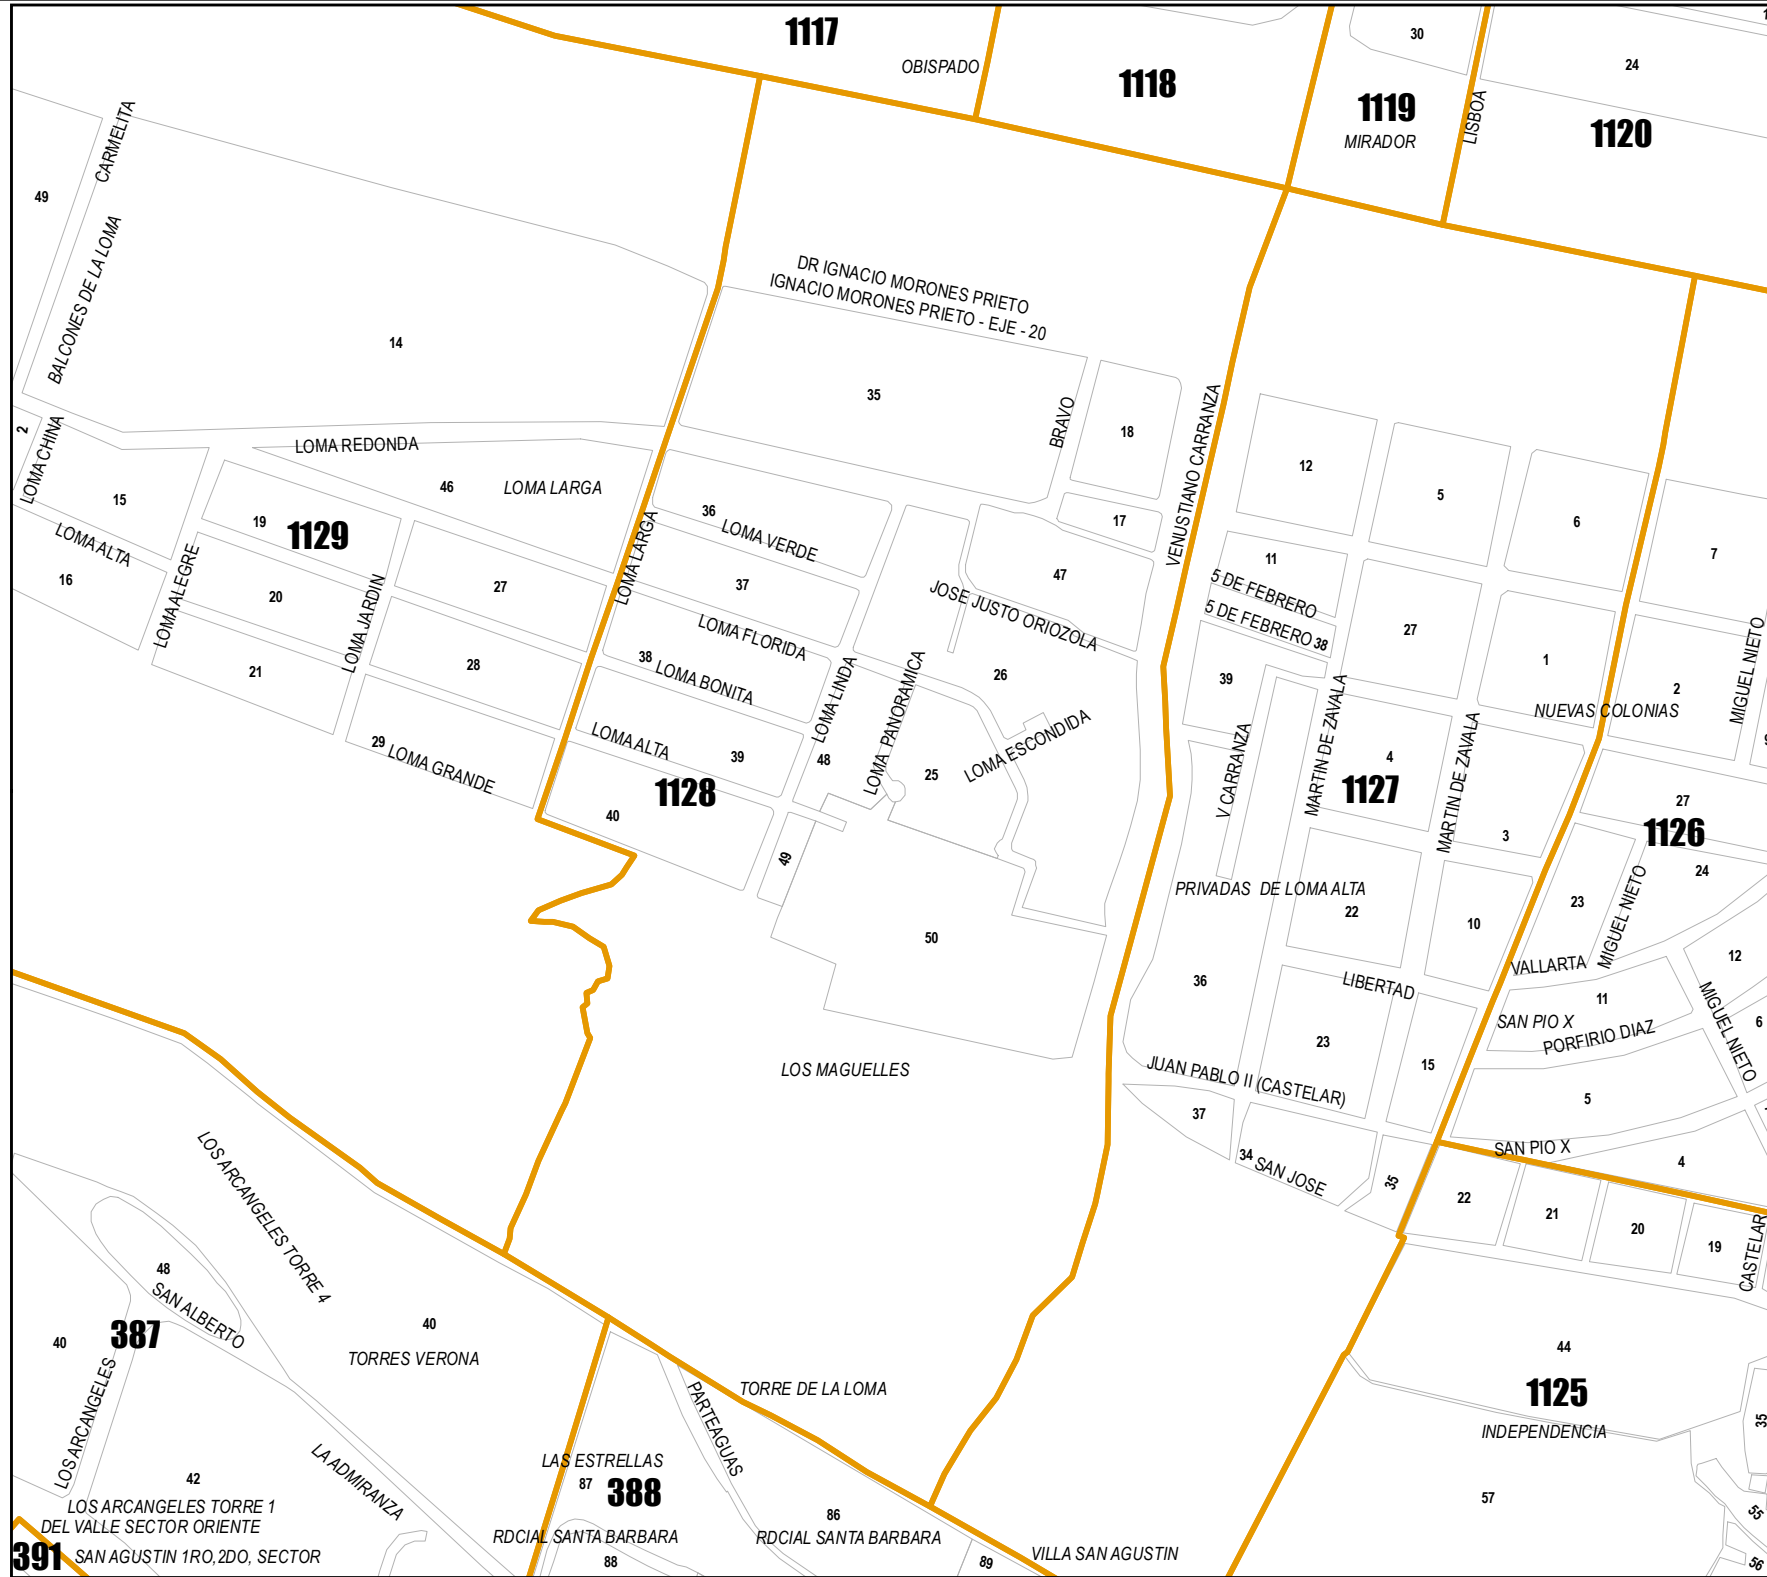 1117
OBISPADO
1118
30
1119
MIRADOR
LISBOA
24
1120
CARMELITA
49
BALCONES DE LA LOMA
14
DR IGNACIO MORONES PRIETO
IGNACIO MORONES PRIETO - EJE - 20
35
BRAVO
18
VENUSTIANO CARRANZA
12
5
6
7
2
LOMA CHINA
LOMA REDONDA
46
LOMA LARGA
15
19
1129
LOMA ALTA
16
LOMA ALEGRE
20
LOMA JARDIN
27
21
28
29
LOMA GRANDE
LOMA LARGA
36
LOMA VERDE
37
LOMA FLORIDA
38
LOMA BONITA
LOMA ALTA
39
1128
40
LOMA LINDA
48
LOMA PANORAMICA
25
LOMA ESCONDIDA
26
JOSE JUSTO ORIOZOLA
47
17
49
50
LOS MAGUELLES
11
5 DE FEBRERO
5 DE FEBRERO
38
39
27
1
2
MIGUEL NIETO
NUEVAS COLONIAS
V CARRANZA
MARTIN DE ZAVALA
4
1127
MARTIN DE ZAVALA
3
27
1126
24
PRIVADAS DE LOMA ALTA
22
10
23
MIGUEL NIETO
VALLARTA
12
36
LIBERTAD
11
SAN PIO X
PORFIRIO DIAZ
MIGUEL NIETO
6
23
15
JUAN PABLO II (CASTELAR)
37
5
34
SAN JOSE
35
SAN PIO X
4
22
21
20
19
CASTELAR
44
1125
INDEPENDENCIA
35
57
55
56
LOS ARCANGELES TORRE 4
48
SAN ALBERTO
40
387
LOS ARCANGELES
40
TORRES VERONA
42
LA ADMIRANZA
LOS ARCANGELES TORRE 1
DEL VALLE SECTOR ORIENTE
391
SAN AGUSTIN 1RO,2DO, SECTOR
TORRE DE LA LOMA
PARTEAGUAS
LAS ESTRELLAS
87
388
RDCIAL SANTA BARBARA
88
86
RDCIAL SANTA BARBARA
89
VILLA SAN AGUSTIN